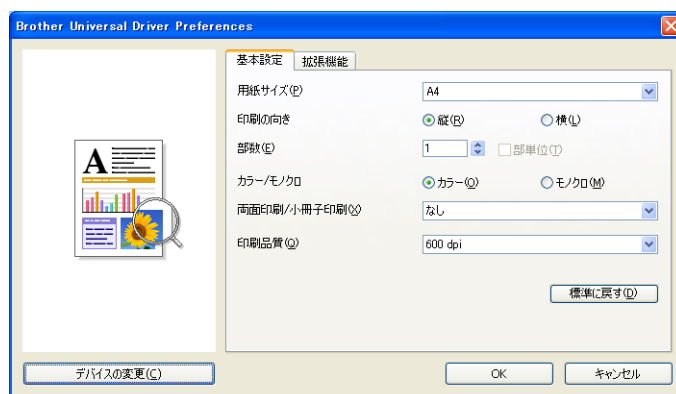 Brother Universal Driver Preferences
基本設定 拡張機能
用紙サイズ(P) A4
印刷の向き 縦(R) 横(L)
部数(E) 1 部単位(T)
カラー/モノクロ カラー(O) モノクロ(M)
両面印刷/小冊子印刷(X) なし
印刷品質(Q) 600 dpi
標準に戻す(D)
デバイスの変更(C) OK キャンセル
A